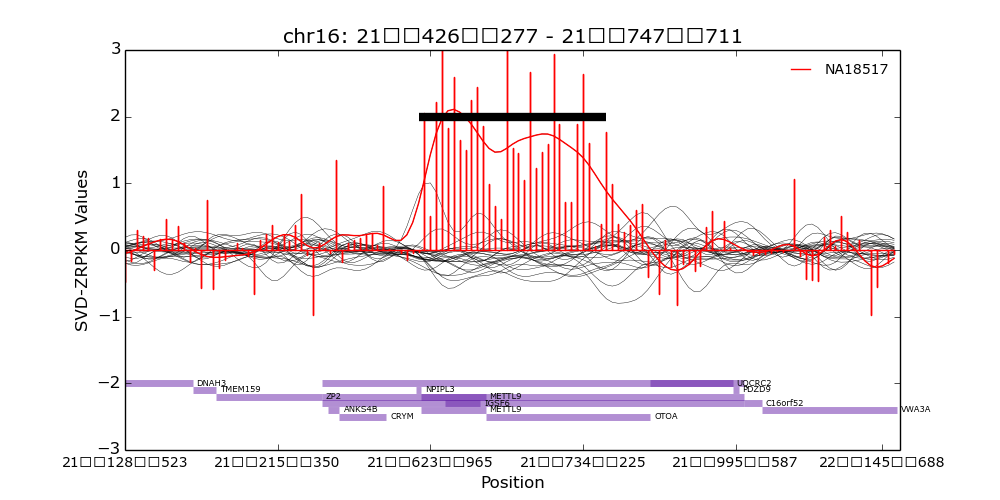 chr16: 21□□426□□277 - 21□□747□□711
NA18517
3
2
1
0
−1
−2
−3
SVD-ZRPKM Values
DNAH3
UQCRC2
TMEM159
NPIPL3
PDZD9
ZP2
METTL9
IGSF6
C16orf52
ANKS4B
METTL9
VWA3A
CRYM
OTOA
21□□128□□523
21□□215□□350
21□□623□□965
21□□734□□225
21□□995□□587
22□□145□□688
Position